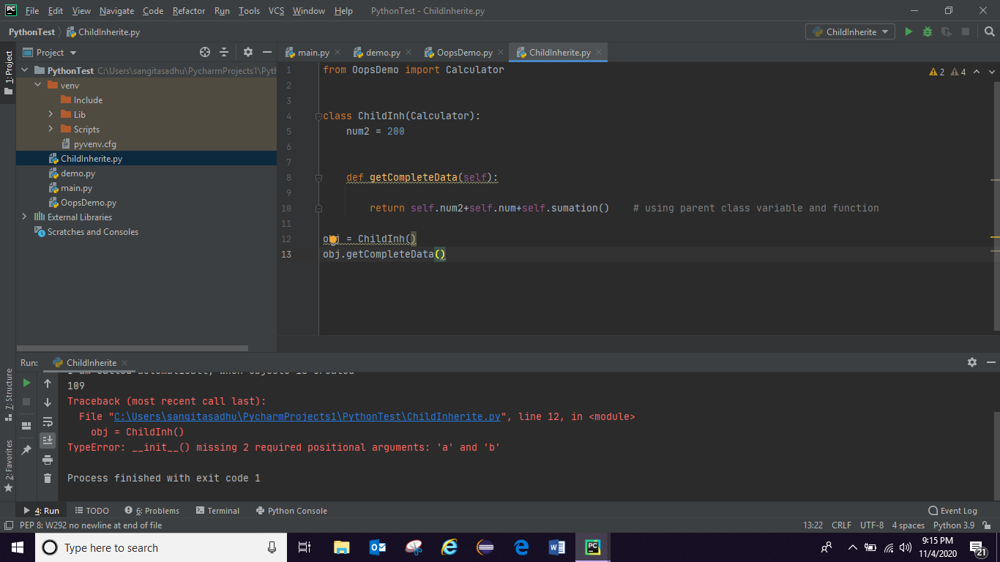 File Edit View Navigate Code Refactor Run Tools VCS Window Help PythonTest - ChildInherite.py
PythonTest ChildInherite.py ChildInherite
1: Project
Project
main.py demo.py OopsDemo.py ChildInherite.py
PythonTest C:\Users\sangitasadhu\PycharmProjects1\Pyth
venv
Include
Lib
Scripts
pyvenv.cfg
ChildInherite.py
demo.py
main.py
OopsDemo.py
External Libraries
Scratches and Consoles
2 4
1 from OopsDemo import Calculator
2
3
4 class ChildInh(Calculator):
5 num2 = 200
6
7
8 def getCompleteData(self):
9
10 return self.num2+self.num+self.sumation() # using parent class variable and function
11
12 obj = ChildInh()
13 obj.getCompleteData()
Run: ChildInherite
7: Structure
2: Favorites
109
Traceback (most recent call last):
File "C:\Users\sangitasadhu\PycharmProjects1\PythonTest\ChildInherite.py", line 12, in <module>
obj = ChildInh()
TypeError: __init__() missing 2 required positional arguments: 'a' and 'b'
Process finished with exit code 1
4: Run TODO 6: Problems Terminal Python Console Event Log
PEP 8: W292 no newline at end of file 13:22 CRLF UTF-8 4 spaces Python 3.9
Type here to search
9:15 PM
11/4/2020
21